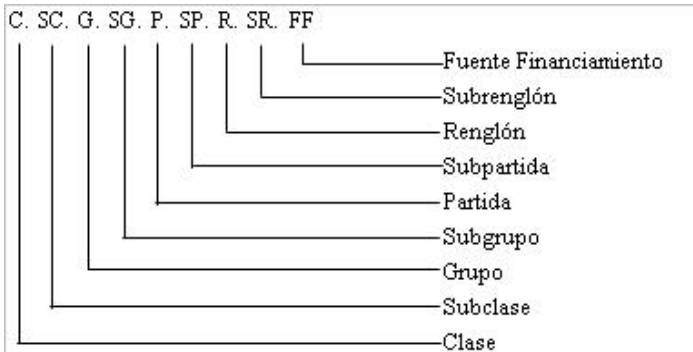 C. SC. G. SG. P. SP. R. SR. FF
Fuente Financiamiento
Subrenglón
Renglón
Subpartida
Partida
Subgrupo
Grupo
Subclase
Clase